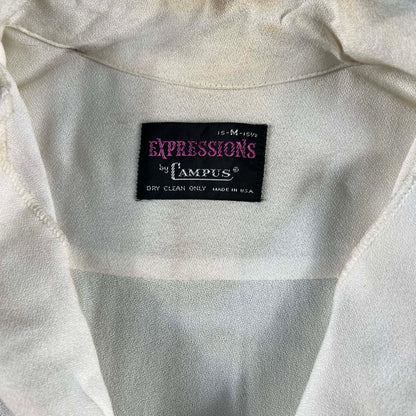 15-M-15½
EXPRESSIONS
by CAMPUS®
DRY CLEAN ONLY MADE IN U.S.A.